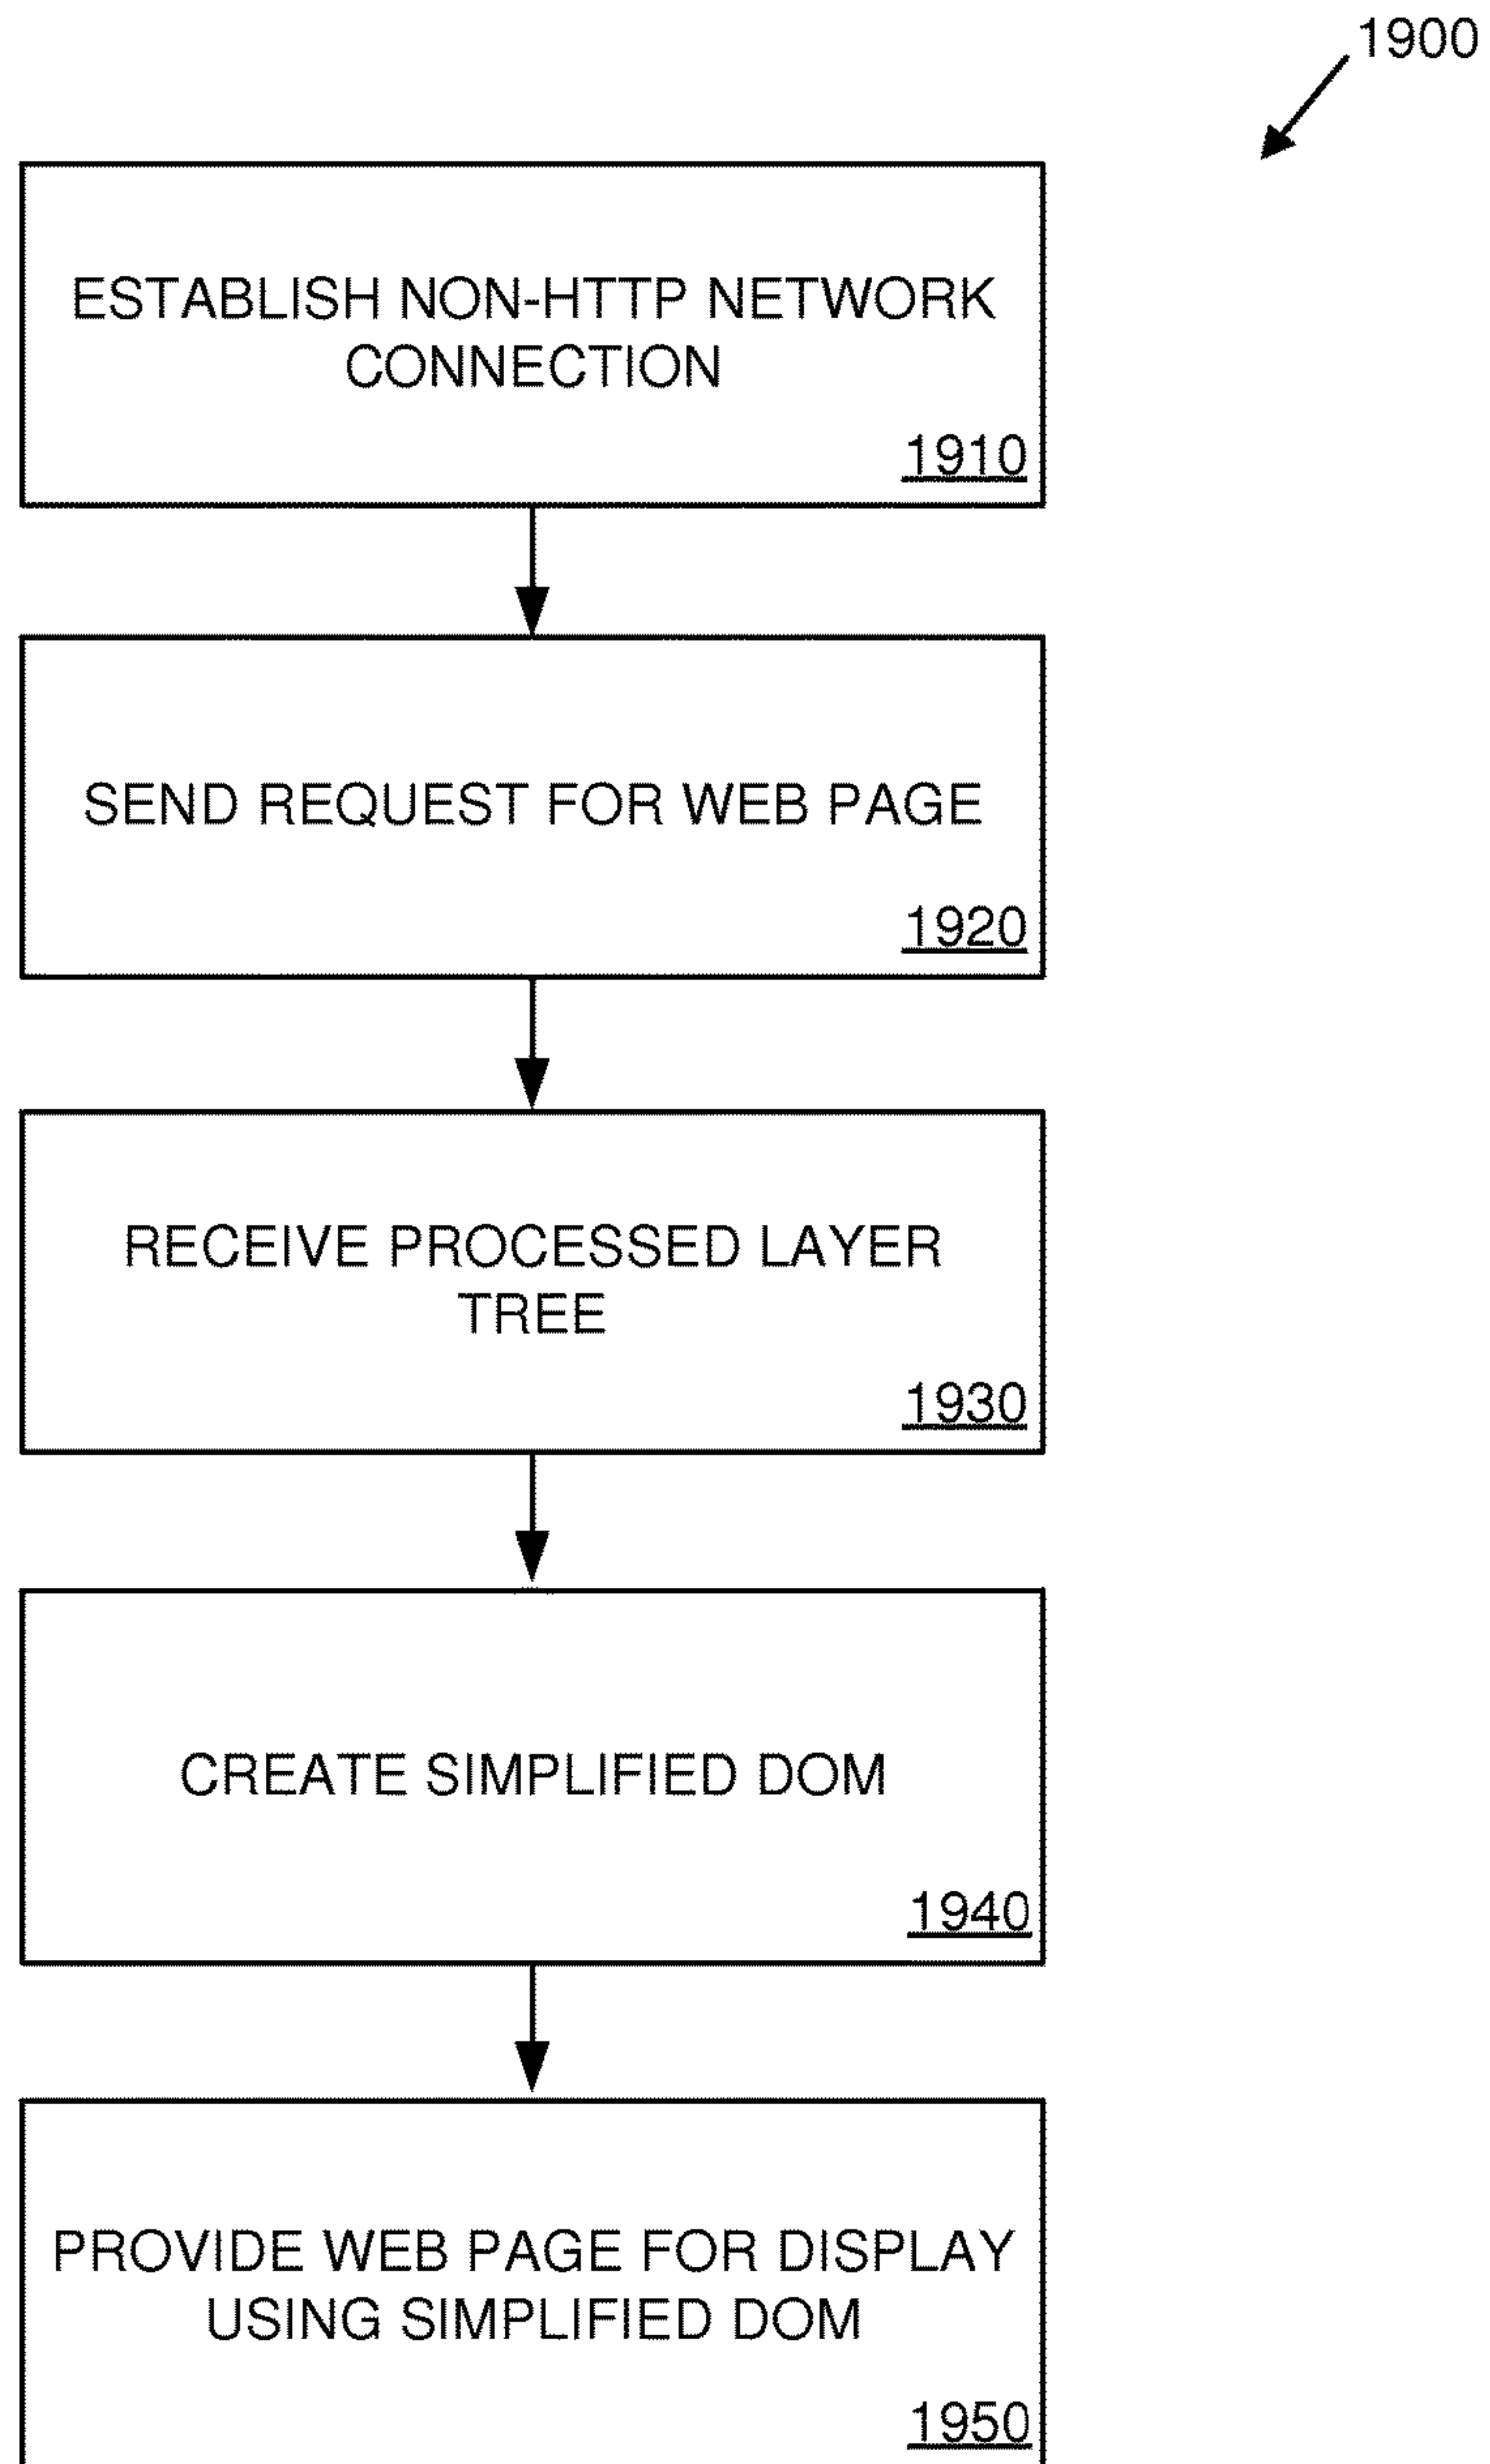 1900
ESTABLISH NON-HTTP NETWORK
CONNECTION
1910
SEND REQUEST FOR WEB PAGE
1920
RECEIVE PROCESSED LAYER
TREE
1930
CREATE SIMPLIFIED DOM
1940
PROVIDE WEB PAGE FOR DISPLAY
USING SIMPLIFIED DOM
1950